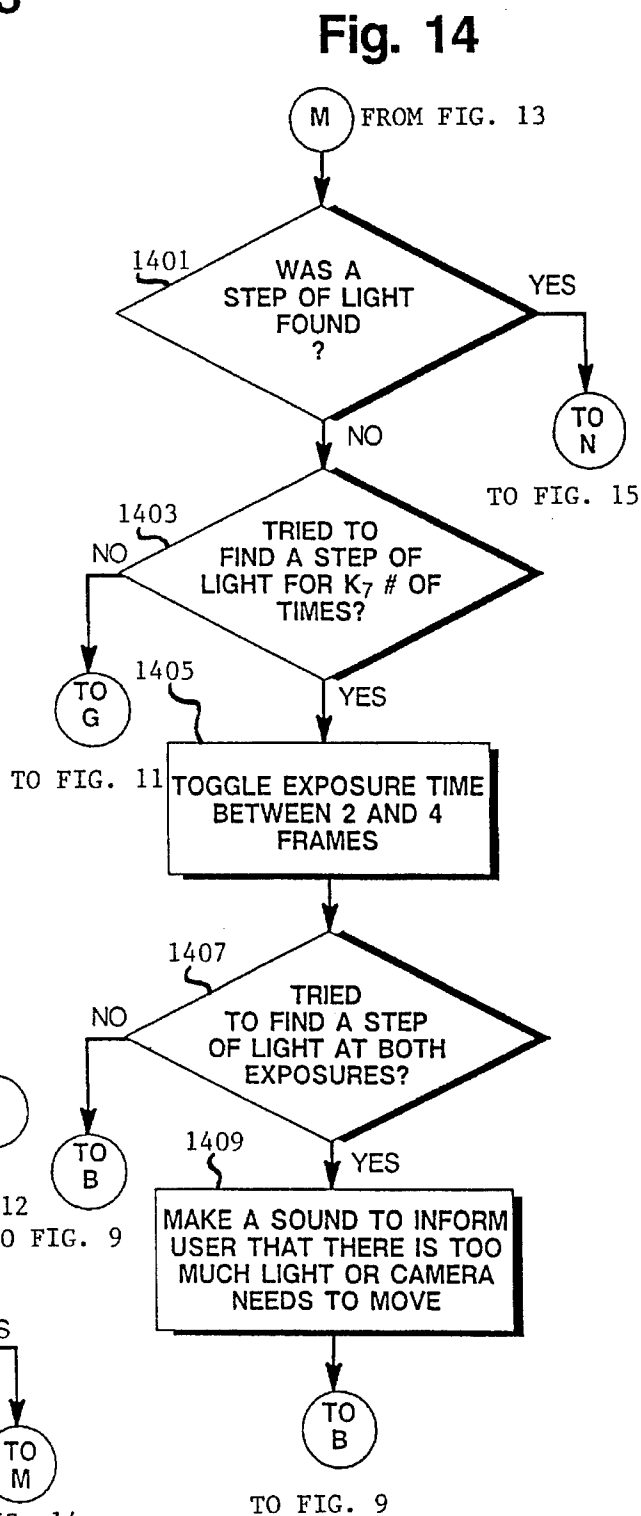 Fig. 14
M
FROM FIG. 13
1401
WAS A
STEP OF LIGHT
FOUND
?
YES
TO
N
TO FIG. 15
NO
1403
TRIED TO
FIND A STEP OF
LIGHT FOR K7 # OF
TIMES?
NO
TO
G
TO FIG. 11
YES
1405
TOGGLE EXPOSURE TIME
BETWEEN 2 AND 4
FRAMES
1407
TRIED
TO FIND A STEP
OF LIGHT AT BOTH
EXPOSURES?
NO
TO
B
12
O FIG. 9
YES
1409
MAKE A SOUND TO INFORM
USER THAT THERE IS TOO
MUCH LIGHT OR CAMERA
NEEDS TO MOVE
S
TO
M
TO
B
TO FIG. 9